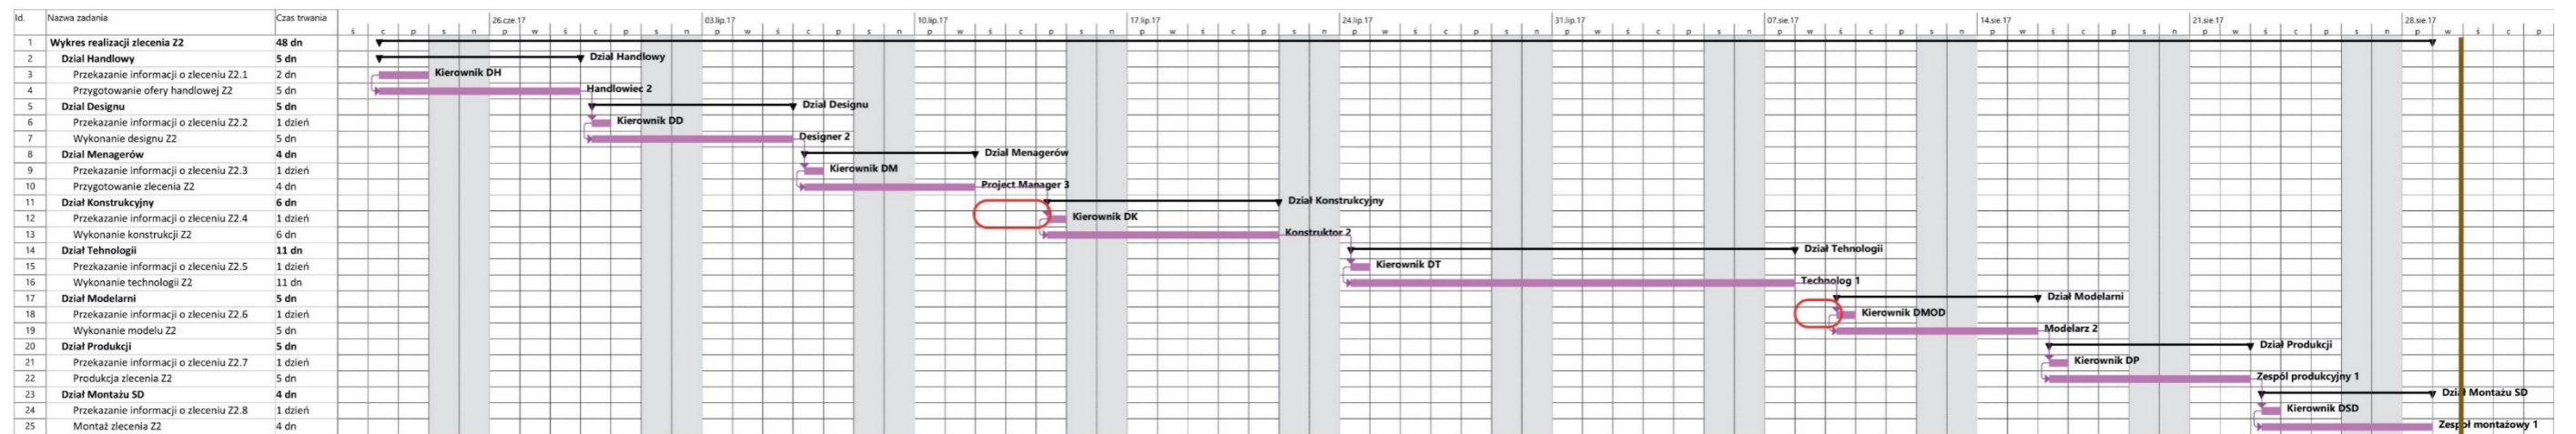 Id. Nazwa zadania Czas trwania 26.cze.17 03.lip.17 10.lip.17 17.lip.17 24.lip.17 31.lip.17 07.sie.17 14.sie.17 21.sie.17 28.sie.17
ś c p s n p w ś c p s n p w ś c p s n p w ś c p s n p w ś c p s n p w ś c p s n p w ś c p s n p w ś c p s n p w ś c p s n p w ś c p s n p w ś c p s n p w ś c p
1 Wykres realizacji zlecenia Z2 48 dn
2 Dzial Handlowy 5 dn Dzial Handlowy
3 Przekazanie informacji o zleceniu Z2.1 2 dn Kierownik DH
4 Przygotowanie ofery handlowej Z2 5 dn Handlowiec 2
5 Dzial Designu 5 dn Dzial Designu
6 Przekazanie informacji o zleceniu Z2.2 1 dzień Kierownik DD
7 Wykonanie designu Z2 5 dn Designer 2
8 Dzial Menagerów 4 dn Dzial Menagerów
9 Przekazanie informacji o zleceniu Z2.3 1 dzień Kierownik DM
10 Przygotowanie zlecenia Z2 4 dn Project Manager 3
11 Dział Konstrukcyjny 6 dn Dział Konstrukcyjny
12 Przekazanie informacji o zleceniu Z2.4 1 dzień Kierownik DK
13 Wykonanie konstrukcji Z2 6 dn Konstruktor 2
14 Dział Tehnologii 11 dn Dział Tehnologii
15 Prezkazanie informacji o zleceniu Z2.5 1 dzień Kierownik DT
16 Wykonanie technologii Z2 11 dn Technolog 1
17 Dział Modelarni 5 dn Dział Modelarni
18 Przekazanie informacji o zleceniu Z2.6 1 dzień Kierownik DMOD
19 Wykonanie modelu Z2 5 dn Modelarz 2
20 Dział Produkcji 5 dn Dział Produkcji
21 Przekazanie informacji o zleceniu Z2.7 1 dzień Kierownik DP
22 Produkcja zlecenia Z2 5 dn Zespól produkcyjny 1
23 Dział Montażu SD 4 dn Dział Montażu SD
24 Przekazanie informacji o zleceniu Z2.8 1 dzień Kierownik DSD
25 Montaż zlecenia Z2 4 dn Zespół montażowy 1